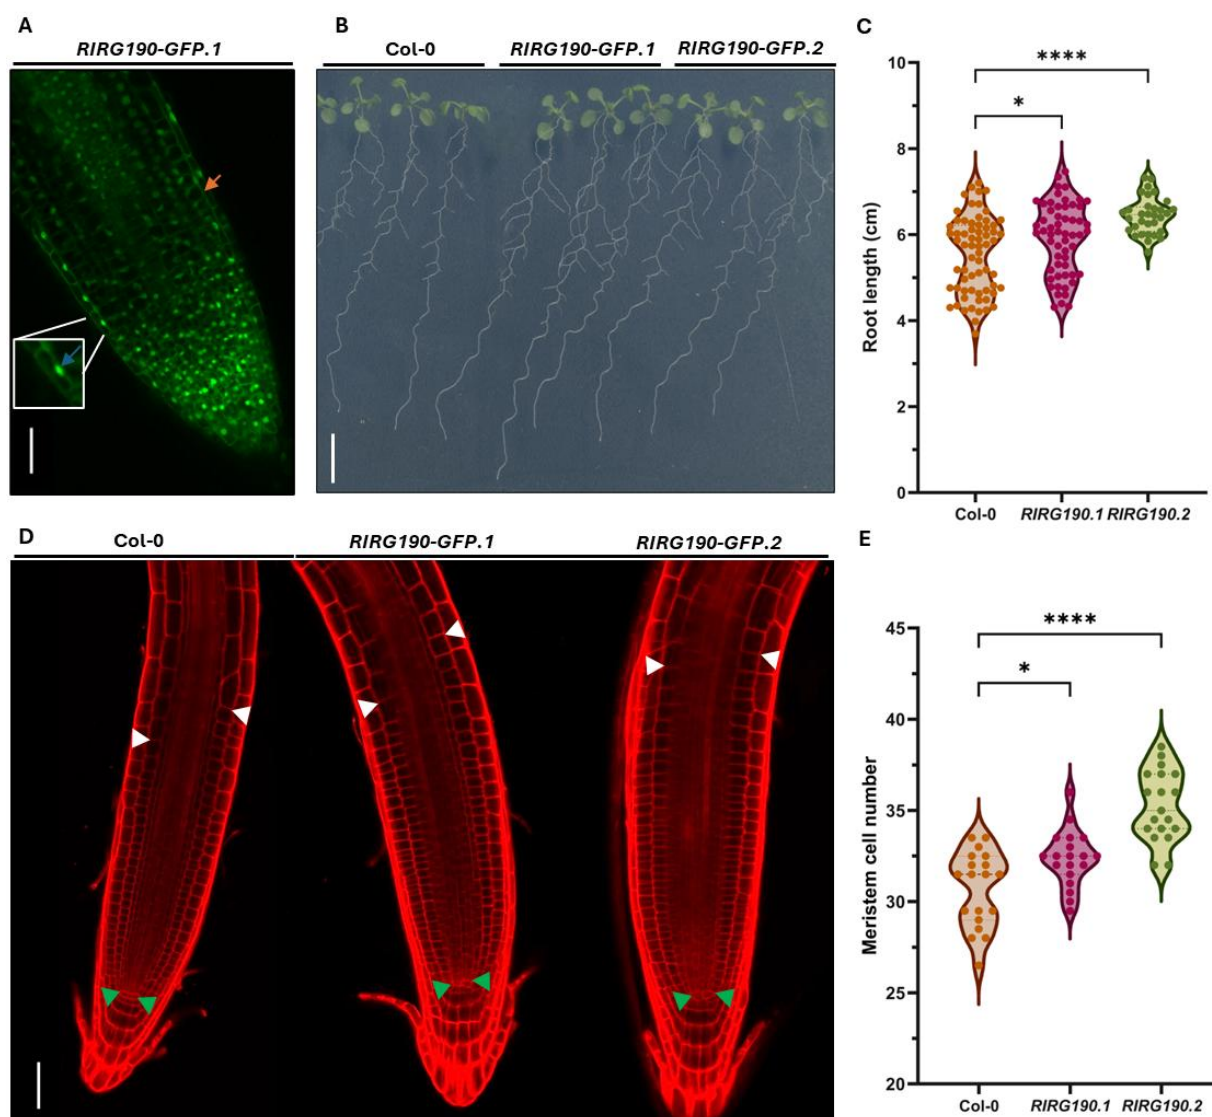 A
RIRG190-GFP.1
B
Col-0 RIRG190-GFP.1 RIRG190-GFP.2
C
****
*
10
8
6
4
2
0
Root length (cm)
Col-0 RIRG190.1 RIRG190.2
D
Col-0 RIRG190-GFP.1 RIRG190-GFP.2
E
****
*
45
40
35
30
25
20
Meristem cell number
Col-0 RIRG190.1 RIRG190.2